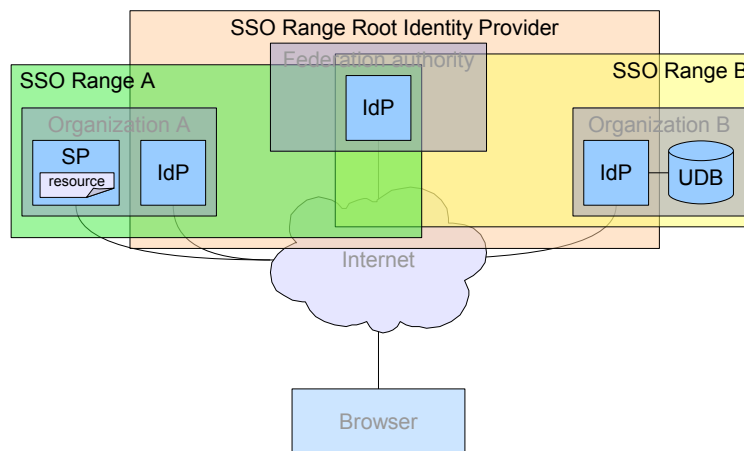 SSO Range Root Identity Provider
Federation authority
SSO Range A
SSO Range B
IdP
Organization A
Organization B
SP
resource
IdP
IdP
UDB
Internet
Browser